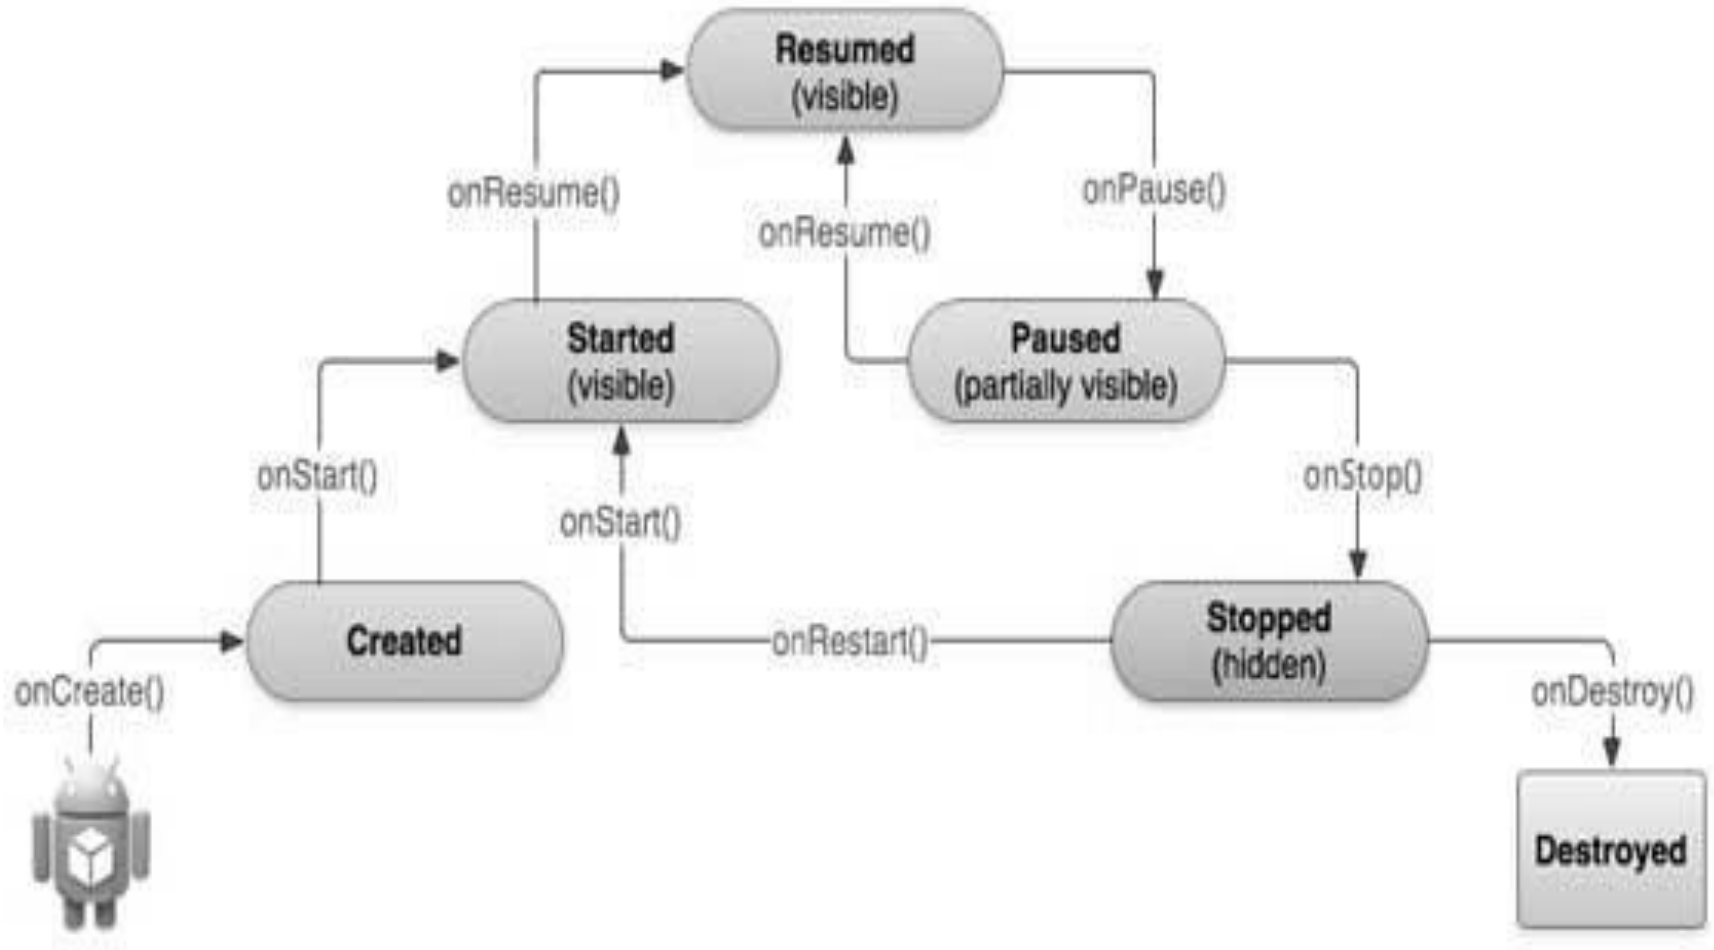 Resumed
(visible)
onResume()
onPause()
onResume()
Started
(visible)
Paused
(partially visible)
onStart()
onStop()
onStart()
Created
onRestart()
Stopped
(hidden)
onCreate()
onDestroy()
Destroyed